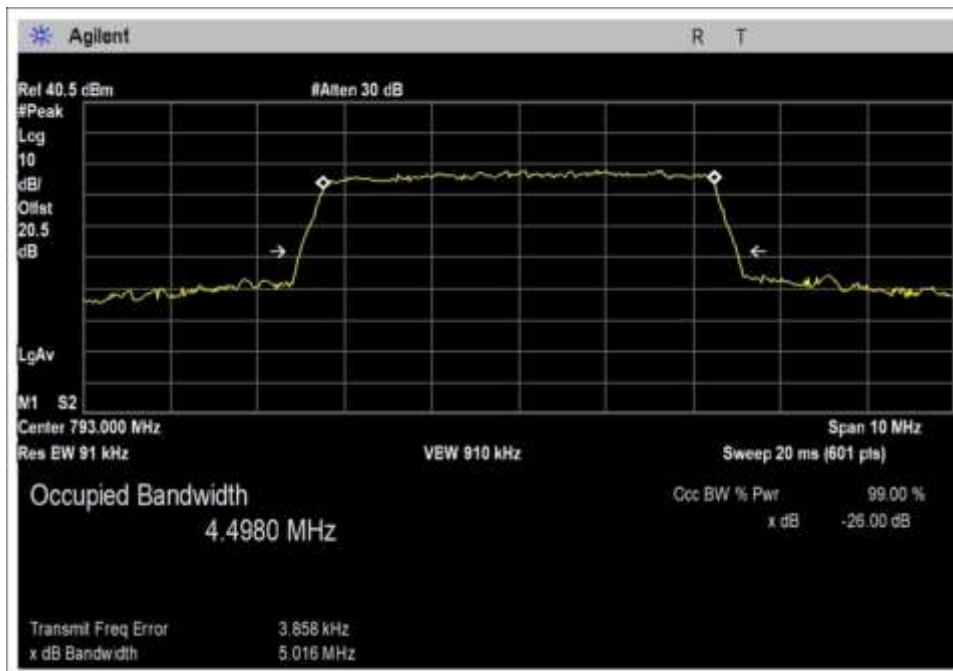 Agilent R T
Ref 40.5 dBm #Atten 30 dB
#Peak
Log
10
dB/
Offst
20.5
dB
LgAv
M1 S2
Center 793.000 MHz Span 10 MHz
Res BW 91 kHz VBW 910 kHz Sweep 20 ms (601 pts)
Occupied Bandwidth Occ BW % Pwr 99.00 %
4.4980 MHz x dB -26.00 dB
Transmit Freq Error 3.858 kHz
x dB Bandwidth 5.016 MHz